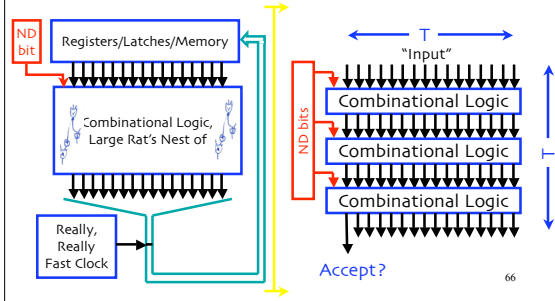 ND
bit
Registers/Latches/Memory
Combinational Logic,
Large Rat's Nest of
Really,
Really
Fast Clock
T
"Input"
ND bits
Combinational Logic
Combinational Logic
Combinational Logic
T
Accept?
66